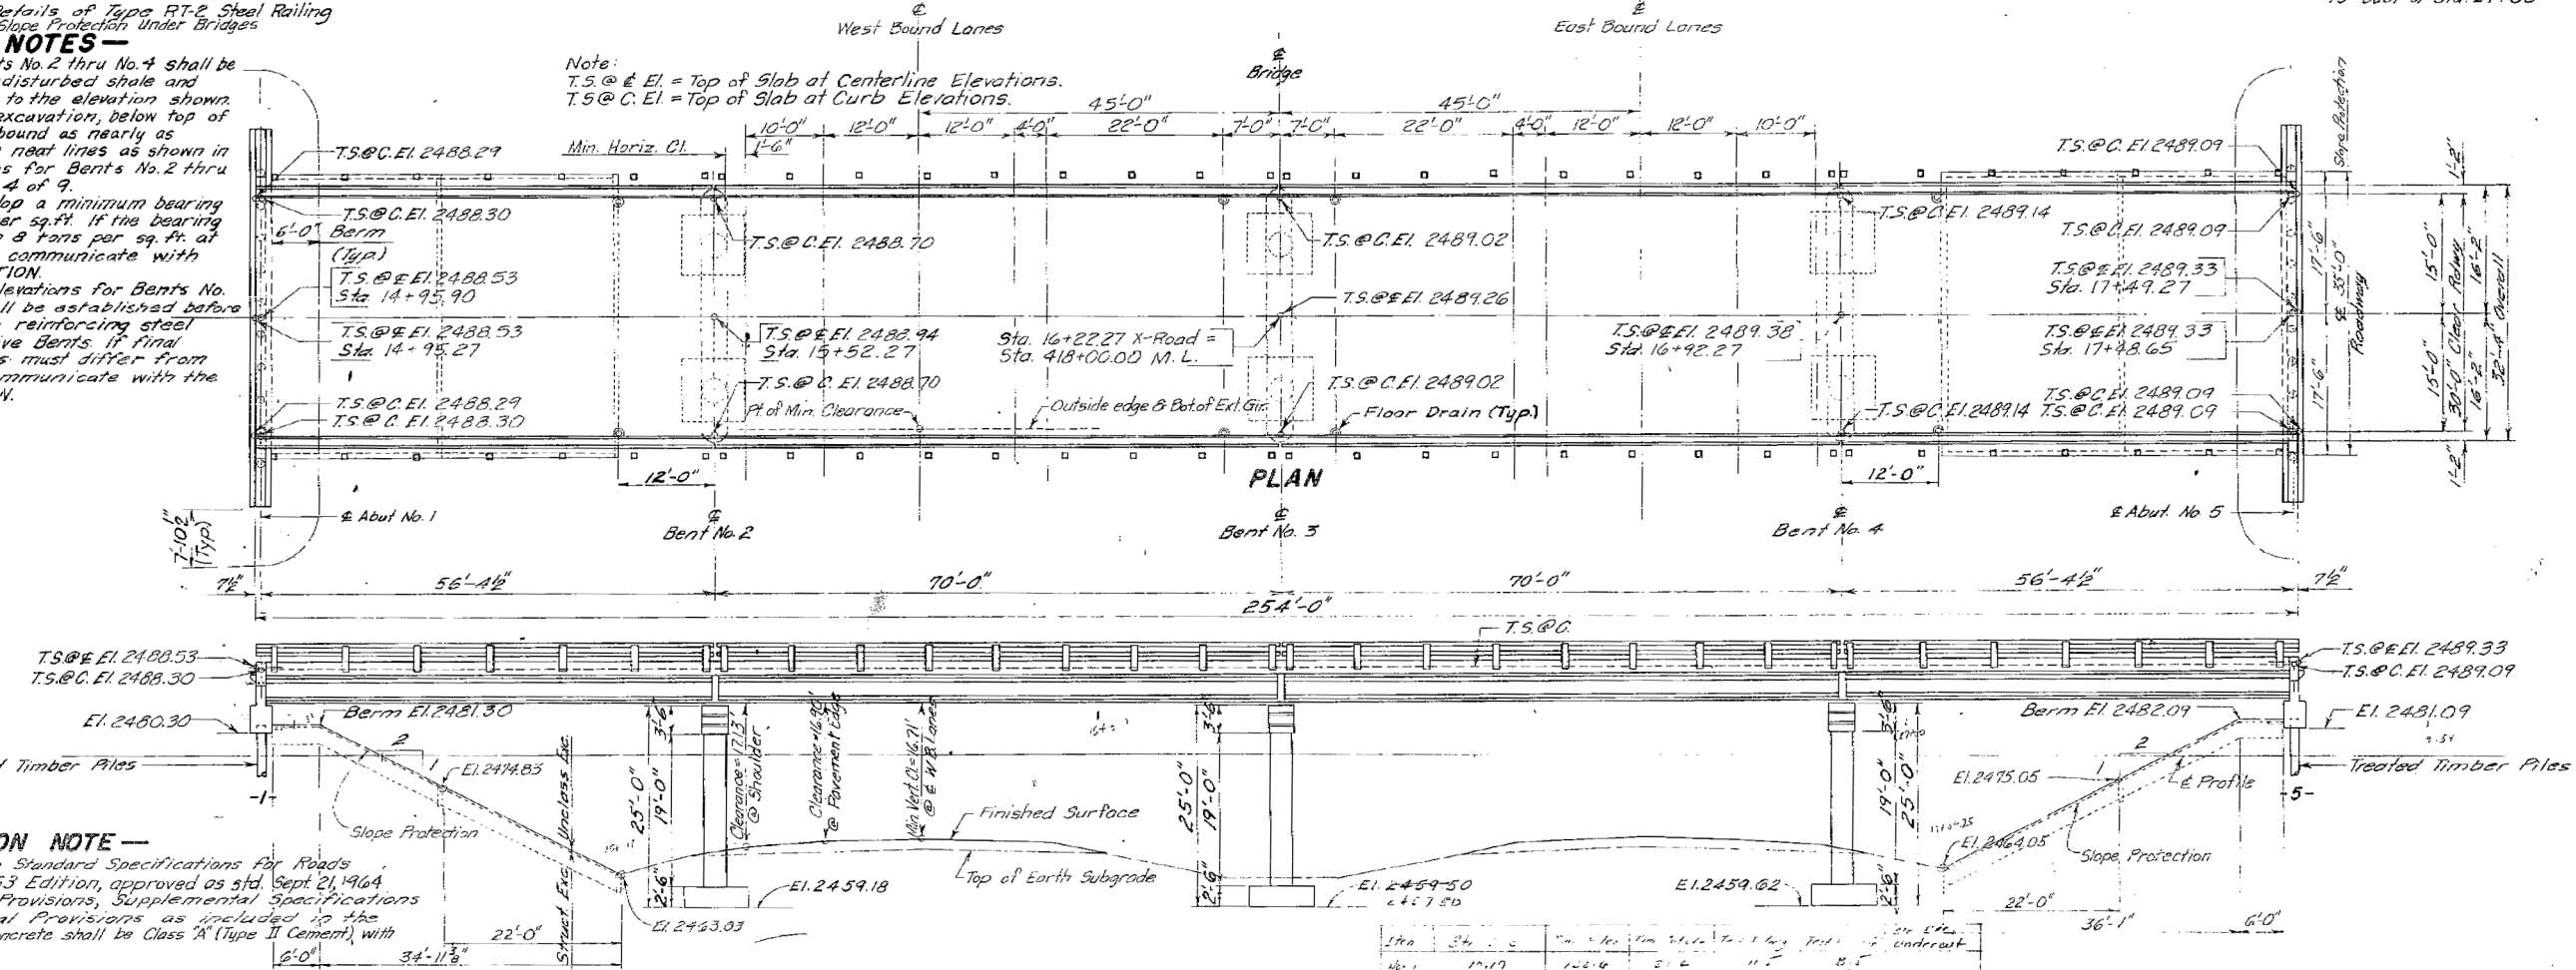 Details of Type RT-2 Steel Railing
Slope Protection Under Bridges
NOTES —
ts No. 2 thru No. 4 shall be
disturbed shale and
to the elevation shown.
excavation, below top of
bound as nearly as
neat lines as shown in
s for Bents No. 2 thru
4 of 9.
lop a minimum bearing
er sq. ft. If the bearing
8 tons per sq. ft. at
communicate with
TION.
levations for Bents No.
ll be established before
reinforcing steel
ve Bents. If final
s must differ from
mmunicate with the
N.
Note:
T.S.@ ℄ El. = Top of Slab at Centerline Elevations.
T.S@ C. El. = Top of Slab at Curb Elevations.
℄
West Bound Lanes
℄
Bridge
℄
East Bound Lanes
45'-0" 45'-0"
10'-0" 12'-0" 12'-0" 4'-0" 22'-0" 7'-0" 7'-0" 22'-0" 4'-0" 12'-0" 12'-0" 10'-0"
Min. Horiz. Cl. 1'-6"
T.S.@C. El. 2488.29
T.S.@C. El. 2488.30
6'-0" Berm
(Typ.)
T.S.@ ℄ El. 2488.53
Sta. 14+95.90
T.S.@ ℄ El. 2488.53
Sta. 14+95.27
T.S.@C. El. 2488.29
T.S.@ C. El. 2488.30
T.S.@ C. El. 2488.70
T.S.@ ℄ El. 2488.94
Sta. 15+52.27
T.S.@ C. El. 2488.70
Pt. of Min. Clearance
Outside edge & Bot. of Ext. Gir.
T.S.@C. El. 2489.02
T.S.@ ℄ El. 2489.26
Sta. 16+22.27 X-Road =
Sta. 418+00.00 M.L.
T.S.@ C. El. 2489.02
Floor Drain (Typ.)
T.S.@C. El. 2489.14
T.S.@ ℄ El. 2489.38
Sta. 16+92.27
T.S.@ C. El. 2489.14
T.S.@ C. El. 2489.09
T.S.@C. El. 2489.09
T.S.@ ℄ El. 2489.33
Sta. 17+49.27
T.S.@ ℄ El. 2489.33
Sta. 17+48.65
T.S.@C. El. 2489.09
T.S.@C. El. 2489.09
Slope Protection
17'-6" 17'-6"
℄ 35'-0"
Roadway
1'-2"
15'-0" 15'-0"
30'-0" Clear Rdwy
16'-2" 16'-2"
32'-4" Overall
1'-2"
12'-0" PLAN 12'-0"
℄ Abut. No. 1
℄
Bent No. 2
℄
Bent No. 3
℄
Bent No. 4
℄ Abut. No. 5
7'-10½"
(Typ.)
7½" 56'-4½" 70'-0" 70'-0" 56'-4½" 7½"
254'-0"
T.S.@C.
T.S.@ ℄ El. 2488.53
T.S.@C. El. 2488.30
El. 2480.30
Berm El. 2481.30
2
1
El. 2474.83
Timber Piles
-1-
Slope Protection
Struct. Exc. Unclass Exc.
25'-0" 3'-6" 19'-0" 2'-6"
Clearance = 17.13'
@ Shoulder
@ Pavement Edge
@ ℄ W.B. Lanes
Finished Surface
Top of Earth Subgrade
El. 2459.18
El. 2463.03
25'-0" 3'-6" 19'-0" 2'-6"
El. 2459.50
El. 2459.62
3'-6" 19'-0" 25'-0" 2'-6"
T.S.@ ℄ El. 2489.33
T.S.@C. El. 2489.09
Berm El. 2482.09
El. 2481.09
2
1
El. 2475.05
℄ Profile
Treated Timber Piles
-5-
El. 2464.05
Slope Protection
22'-0"
36'-1" 6'-0"
22'-0"
6'-0" 34'-11⅜"
ON NOTE —
Standard Specifications for Roads
63 Edition, approved as std. Sept. 21, 1964
Provisions, Supplemental Specifications
al Provisions as included in the
ncrete shall be Class "A" (Type II Cement) with
Item
Undercut